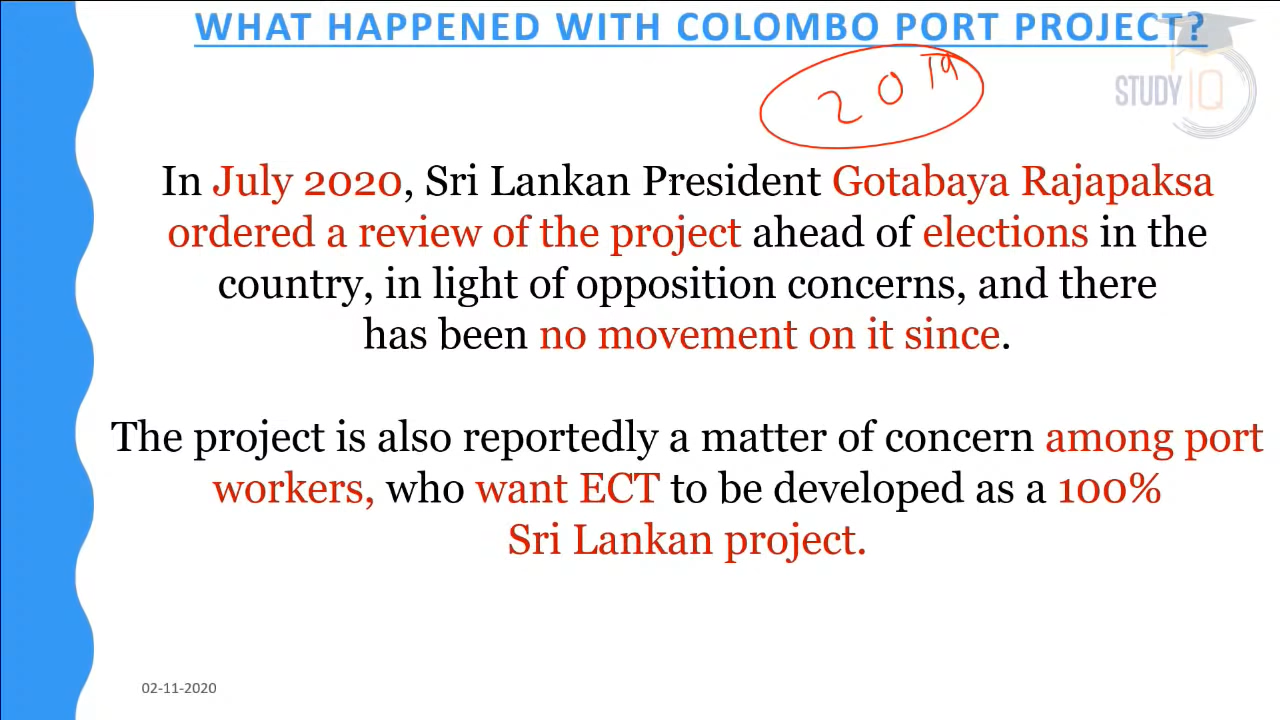 WHAT HAPPENED WITH COLOMBO PORT PROJECT?
STUDY IQ
2019
In July 2020, Sri Lankan President Gotabaya Rajapaksa
ordered a review of the project ahead of elections in the
country, in light of opposition concerns, and there
has been no movement on it since.
The project is also reportedly a matter of concern among port
workers, who want ECT to be developed as a 100%
Sri Lankan project.
02-11-2020